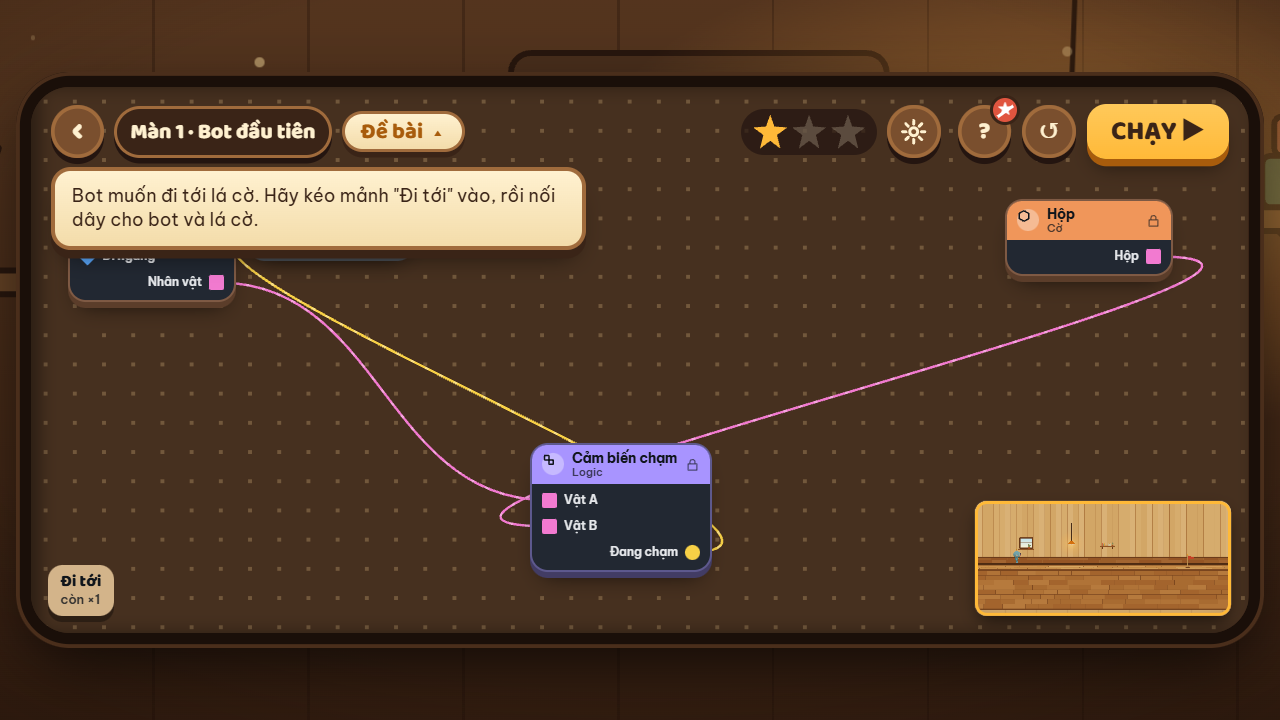 Màn 1 • Bot đầu tiên
Đề bài
?
CHẠY
Bot muốn đi tới lá cờ. Hãy kéo mảnh "Đi tới" vào, rồi nối
dây cho bot và lá cờ.
Nhân vật
Hộp
Cờ
Hộp
Cảm biến chạm
Logic
Vật A
Vật B
Đang chạm
Đi tới
còn ×1